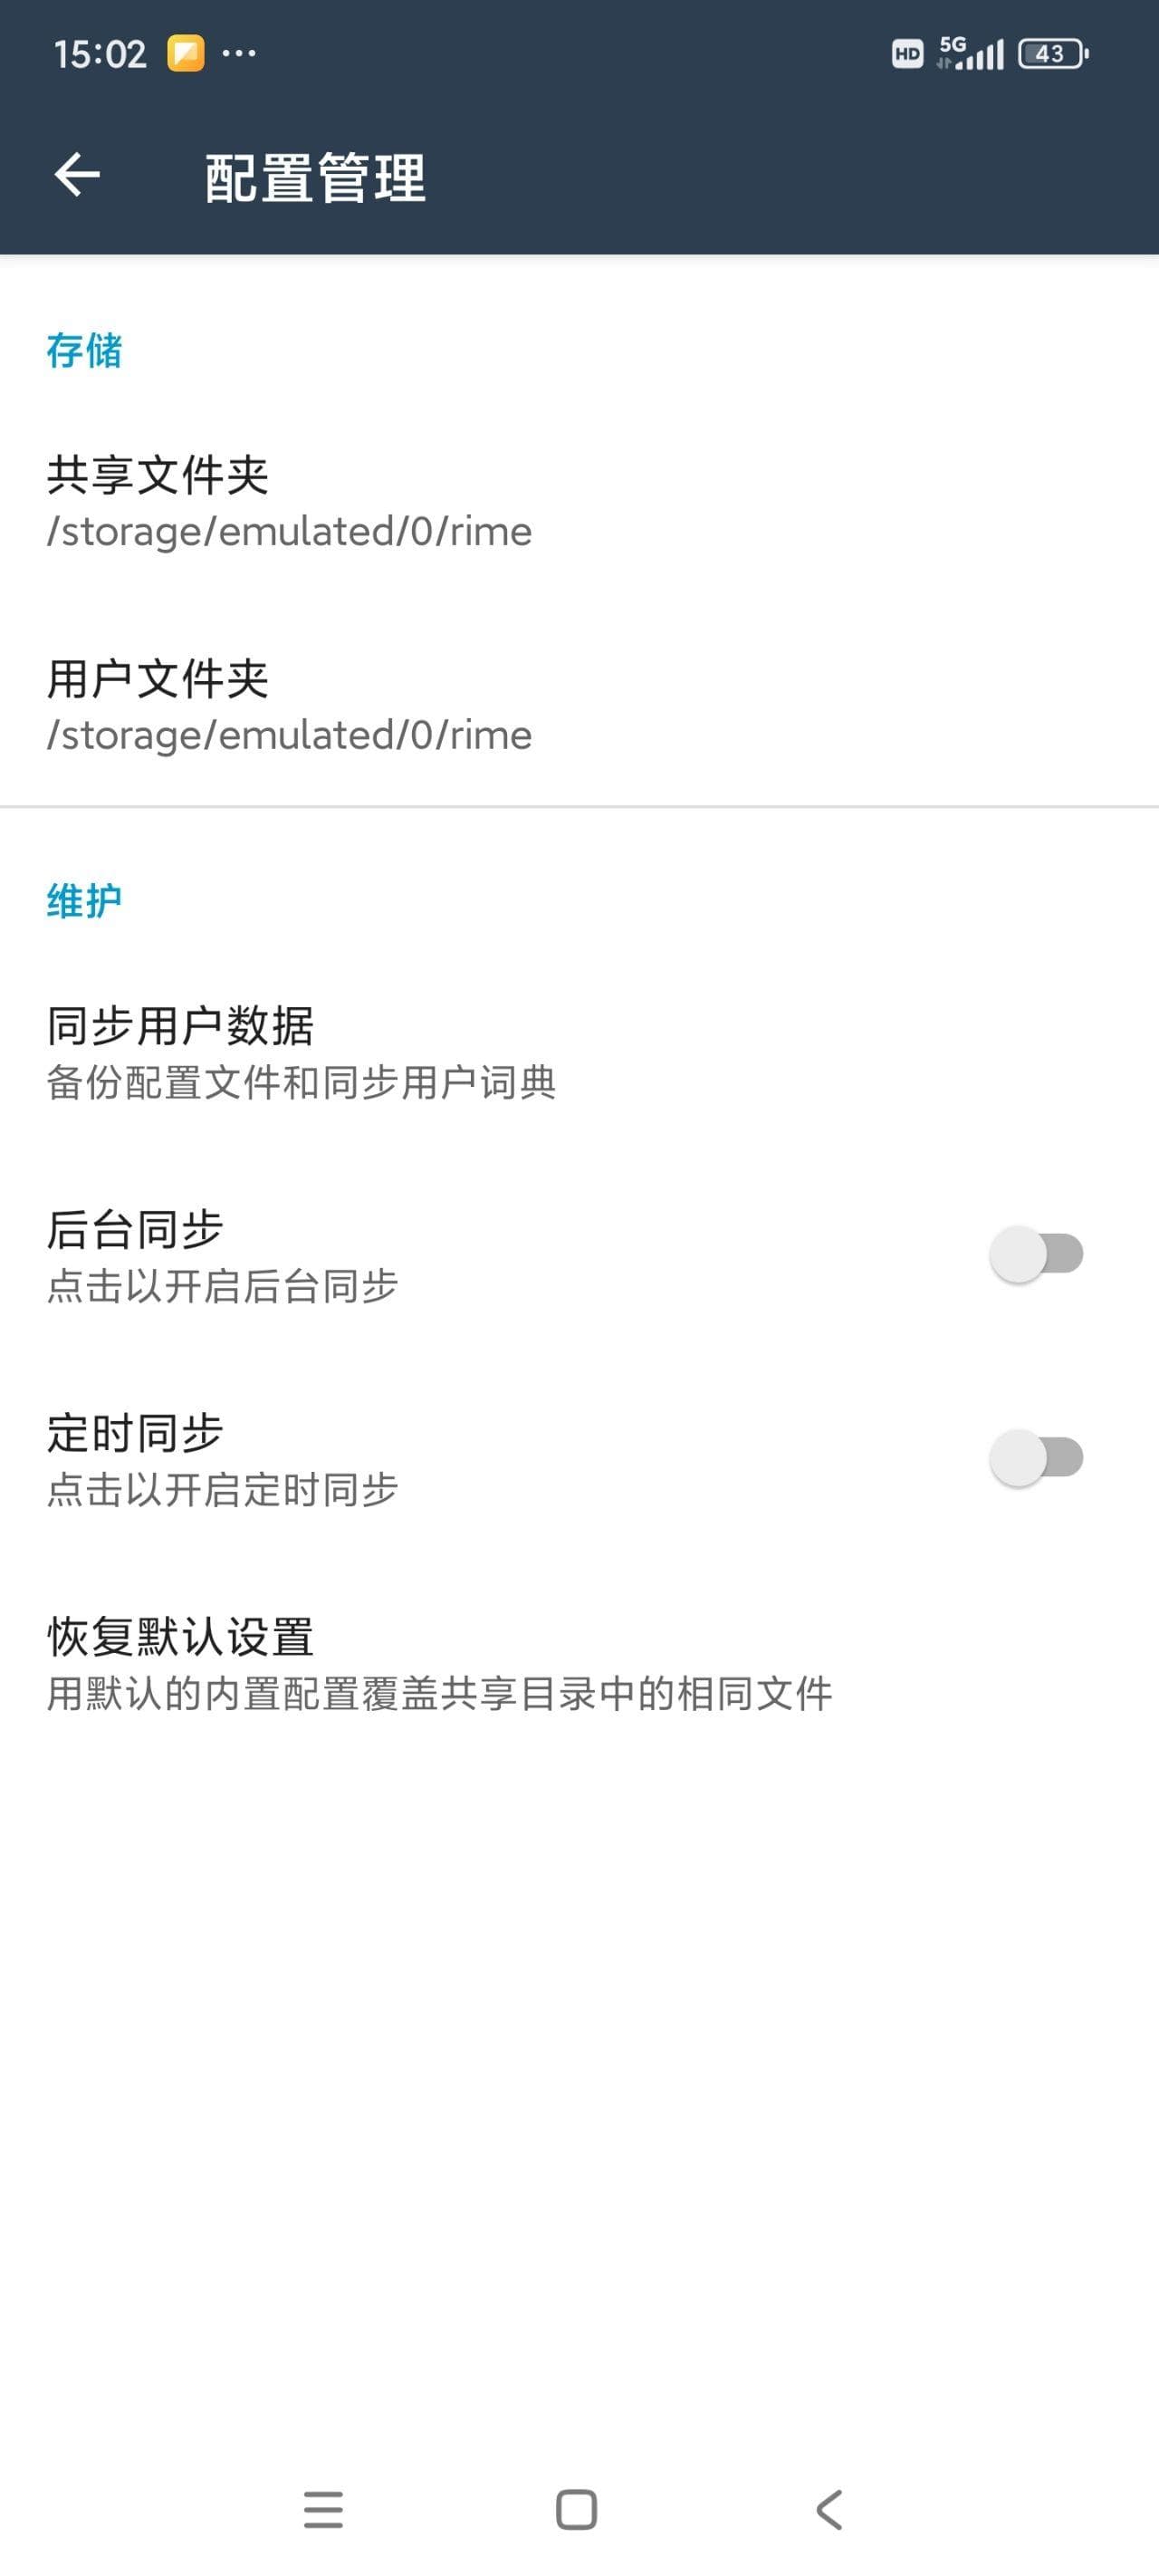 15:02 ... HD 5G 43
配置管理
存储
共享文件夹
/storage/emulated/0/rime
用户文件夹
/storage/emulated/0/rime
维护
同步用户数据
备份配置文件和同步用户词典
后台同步
点击以开启后台同步
定时同步
点击以开启定时同步
恢复默认设置
用默认的内置配置覆盖共享目录中的相同文件